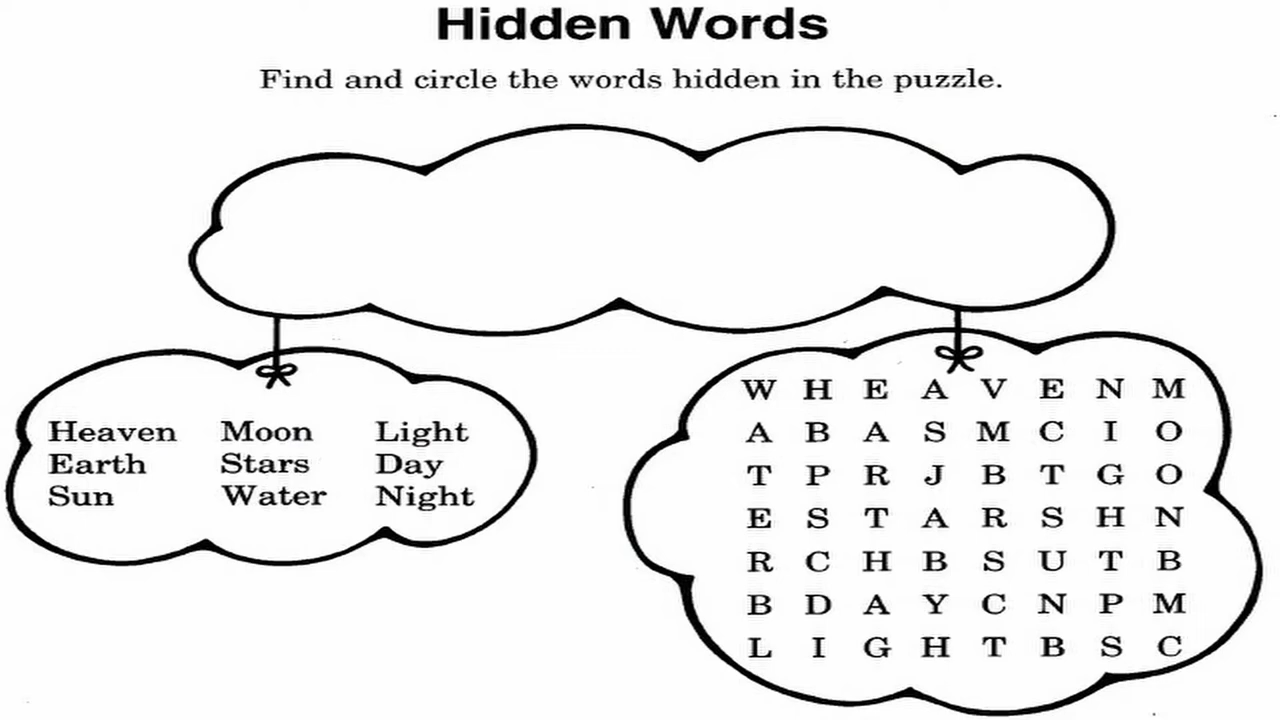 Hidden Words
Find and circle the words hidden in the puzzle.
Heaven Moon Light
Earth Stars Day
Sun Water Night
W H E A V E N M
A B A S M C I O
T P R J B T G O
E S T A R S H N
R C H B S U T B
B D A Y C N P M
L I G H T B S C